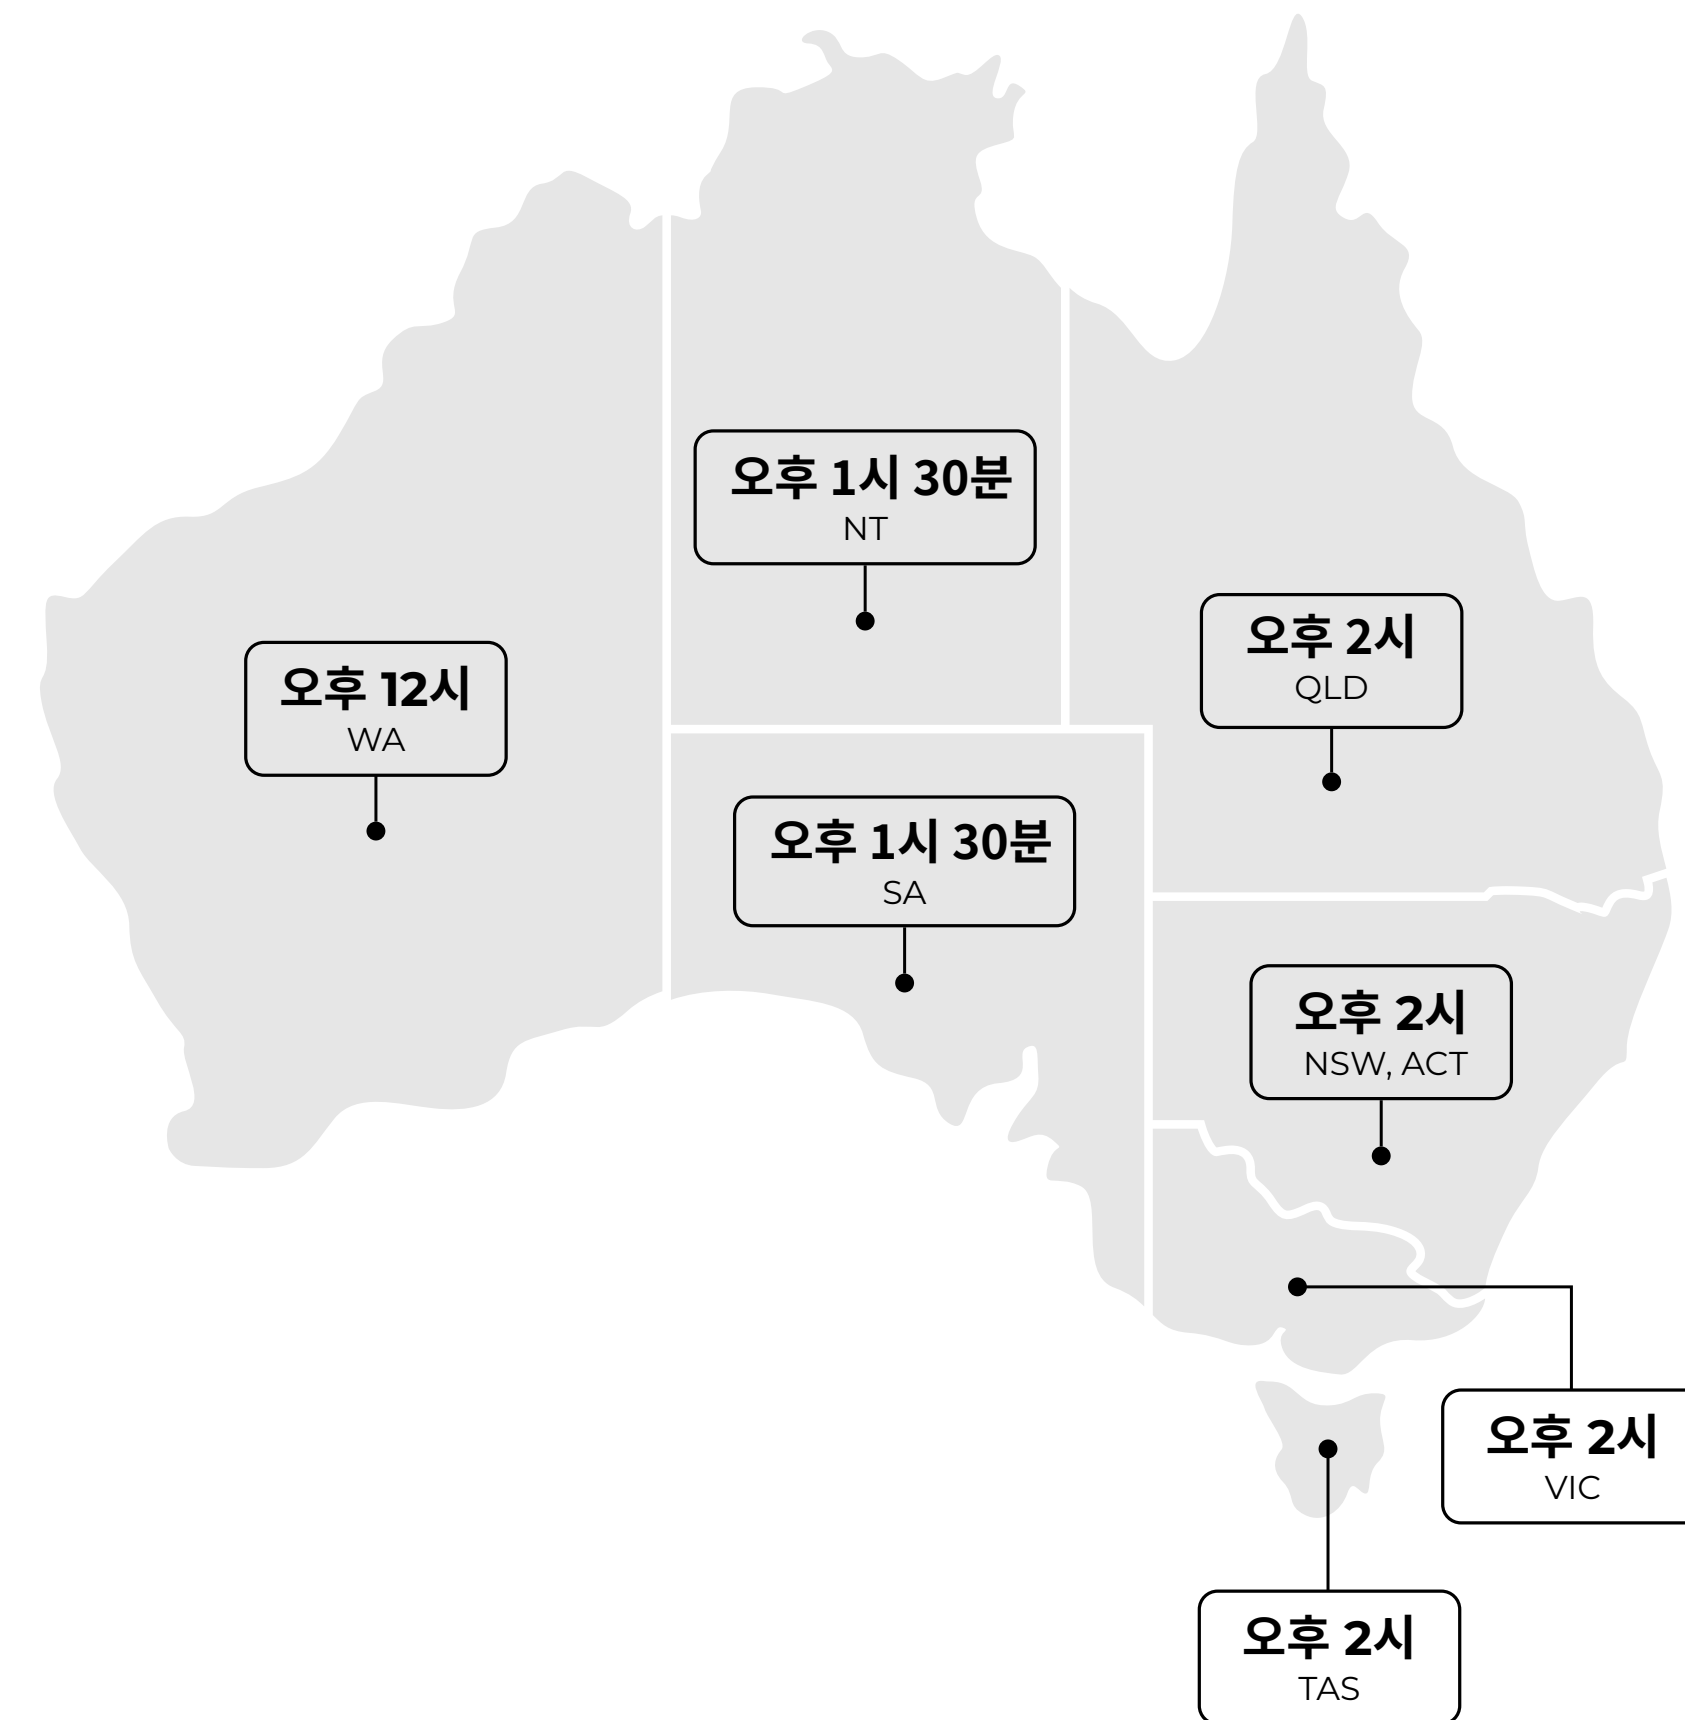 오후 1시 30분
NT
오후 2시
QLD
오후 12시
WA
오후 1시 30분
SA
오후 2시
NSW, ACT
오후 2시
VIC
오후 2시
TAS